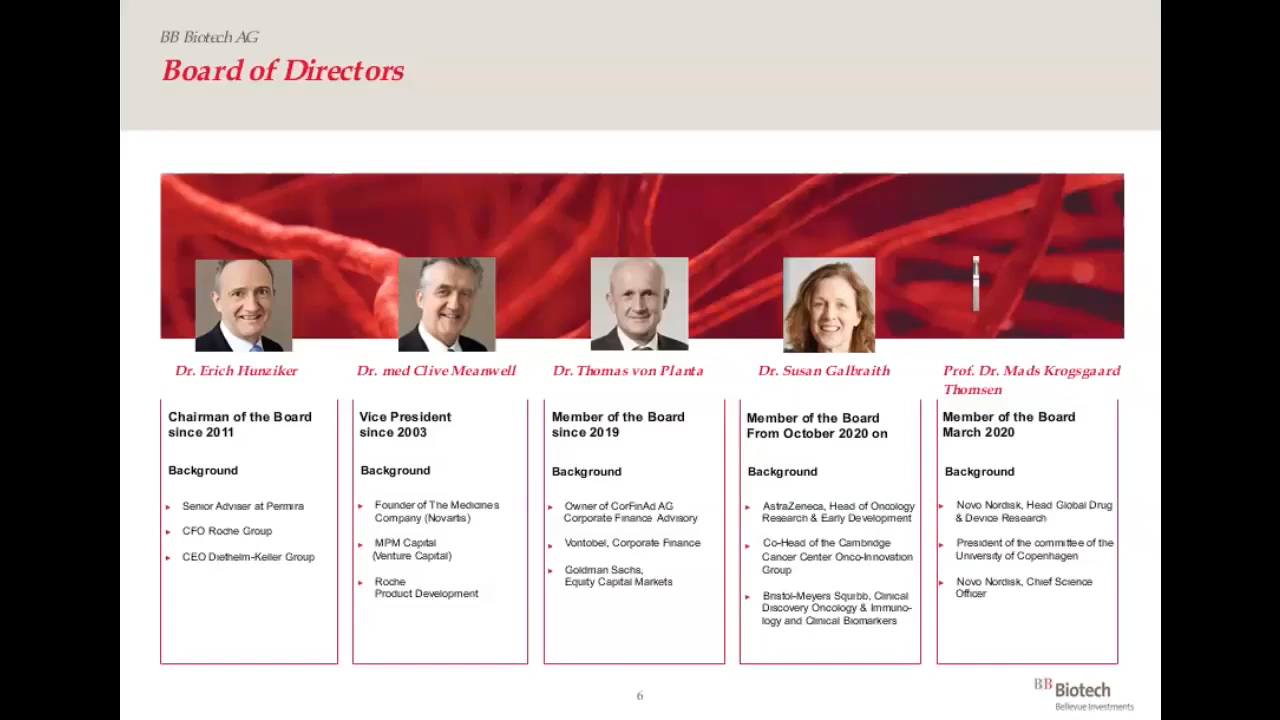 BB Biotech AG
Board of Directors
Dr. Erich Hunziker
Chairman of the Board
since 2011
Background
Senior Adviser at Permira
CFO Roche Group
CEO Diethelm-Keller Group
Dr. med Clive Meanwell
Vice President
since 2003
Background
Founder of The Medicines
Company (Novartis)
MPM Capital
(Venture Capital)
Roche
Product Development
Dr. Thomas von Planta
Member of the Board
since 2019
Background
Owner of CorFinAd AG
Corporate Finance Advisory
Vontobel, Corporate Finance
Goldman Sachs,
Equity Capital Markets
Dr. Susan Galbraith
Member of the Board
From October 2020 on
Background
AstraZeneca, Head of Oncology
Research & Early Development
Co-Head of the Cambridge
Cancer Center Onco-Innovation
Group
Bristol-Meyers Squibb, Clinical
Discovery Oncology & Immuno-
logy and Clinical Biomarkers
Prof. Dr. Mads Krogsgaard
Thomsen
Member of the Board
March 2020
Background
Novo Nordisk, Head Global Drug
& Device Research
President of the committee of the
University of Copenhagen
Novo Nordisk, Chief Science
Officer
6
BB Biotech
Bellevue Investments